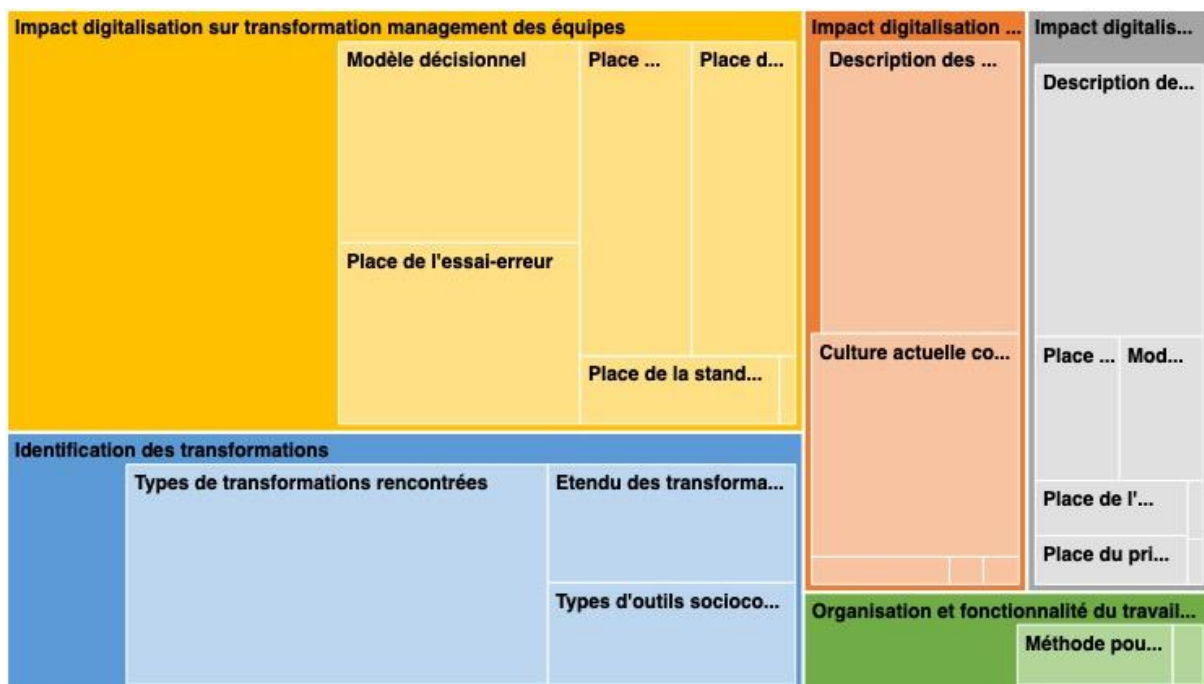 Impact digitalisation sur transformation management des équipes
Modèle décisionnel
Place ...
Place d...
Place de l'essai-erreur
Place de la stand...
Identification des transformations
Types de transformations rencontrées
Etendu des transforma...
Types d'outils socioco...
Impact digitalisation ...
Description des ...
Culture actuelle co...
Impact digitalis...
Description de...
Place ...
Mod...
Place de l'...
Place du pri...
Organisation et fonctionnalité du travail...
Méthode pou...